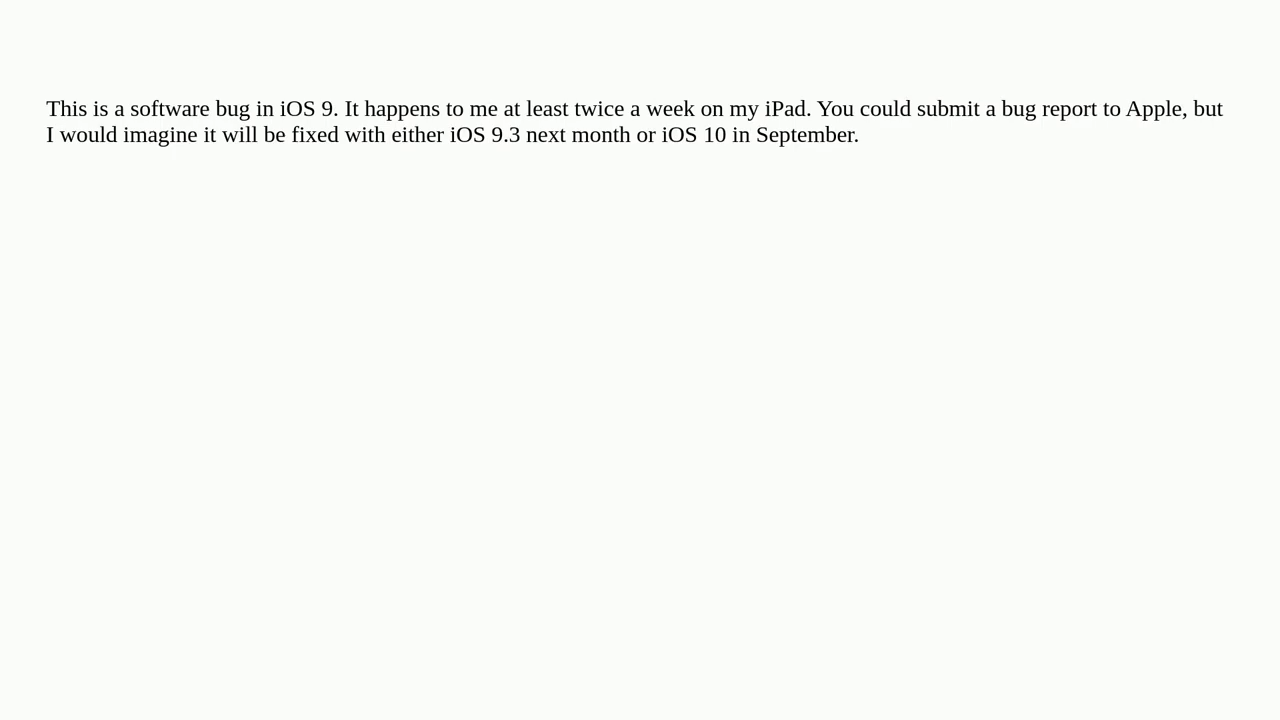 This is a software bug in iOS 9. It happens to me at least twice a week on my iPad. You could submit a bug report to Apple, but
I would imagine it will be fixed with either iOS 9.3 next month or iOS 10 in September.